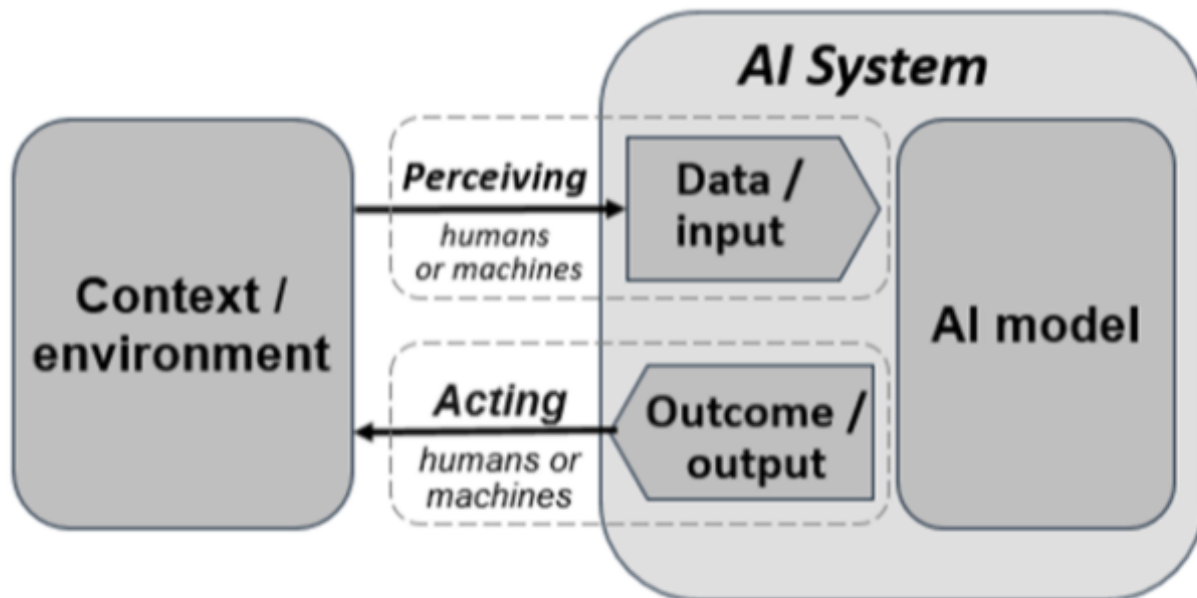 AI System
Perceiving
humans
or machines
Data /
input
Context /
environment
AI model
Acting
humans or
machines
Outcome /
output